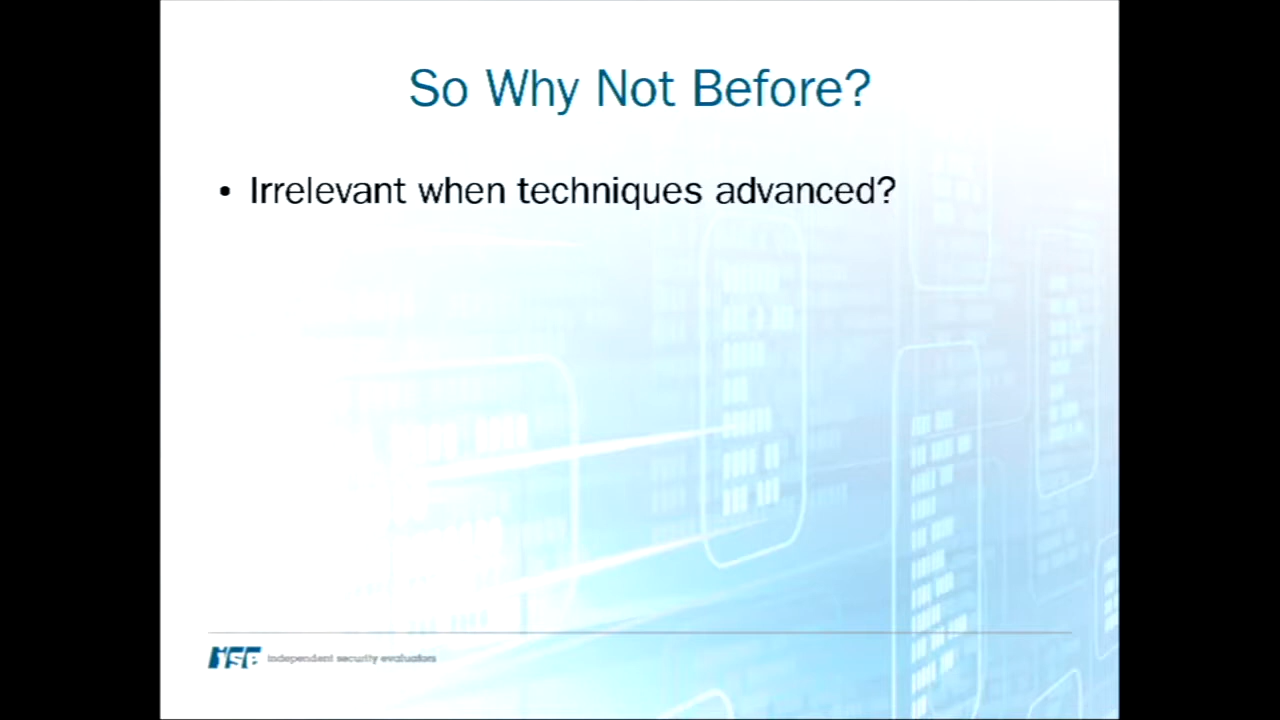 So Why Not Before?
• Irrelevant when techniques advanced?
ise independent security evaluators